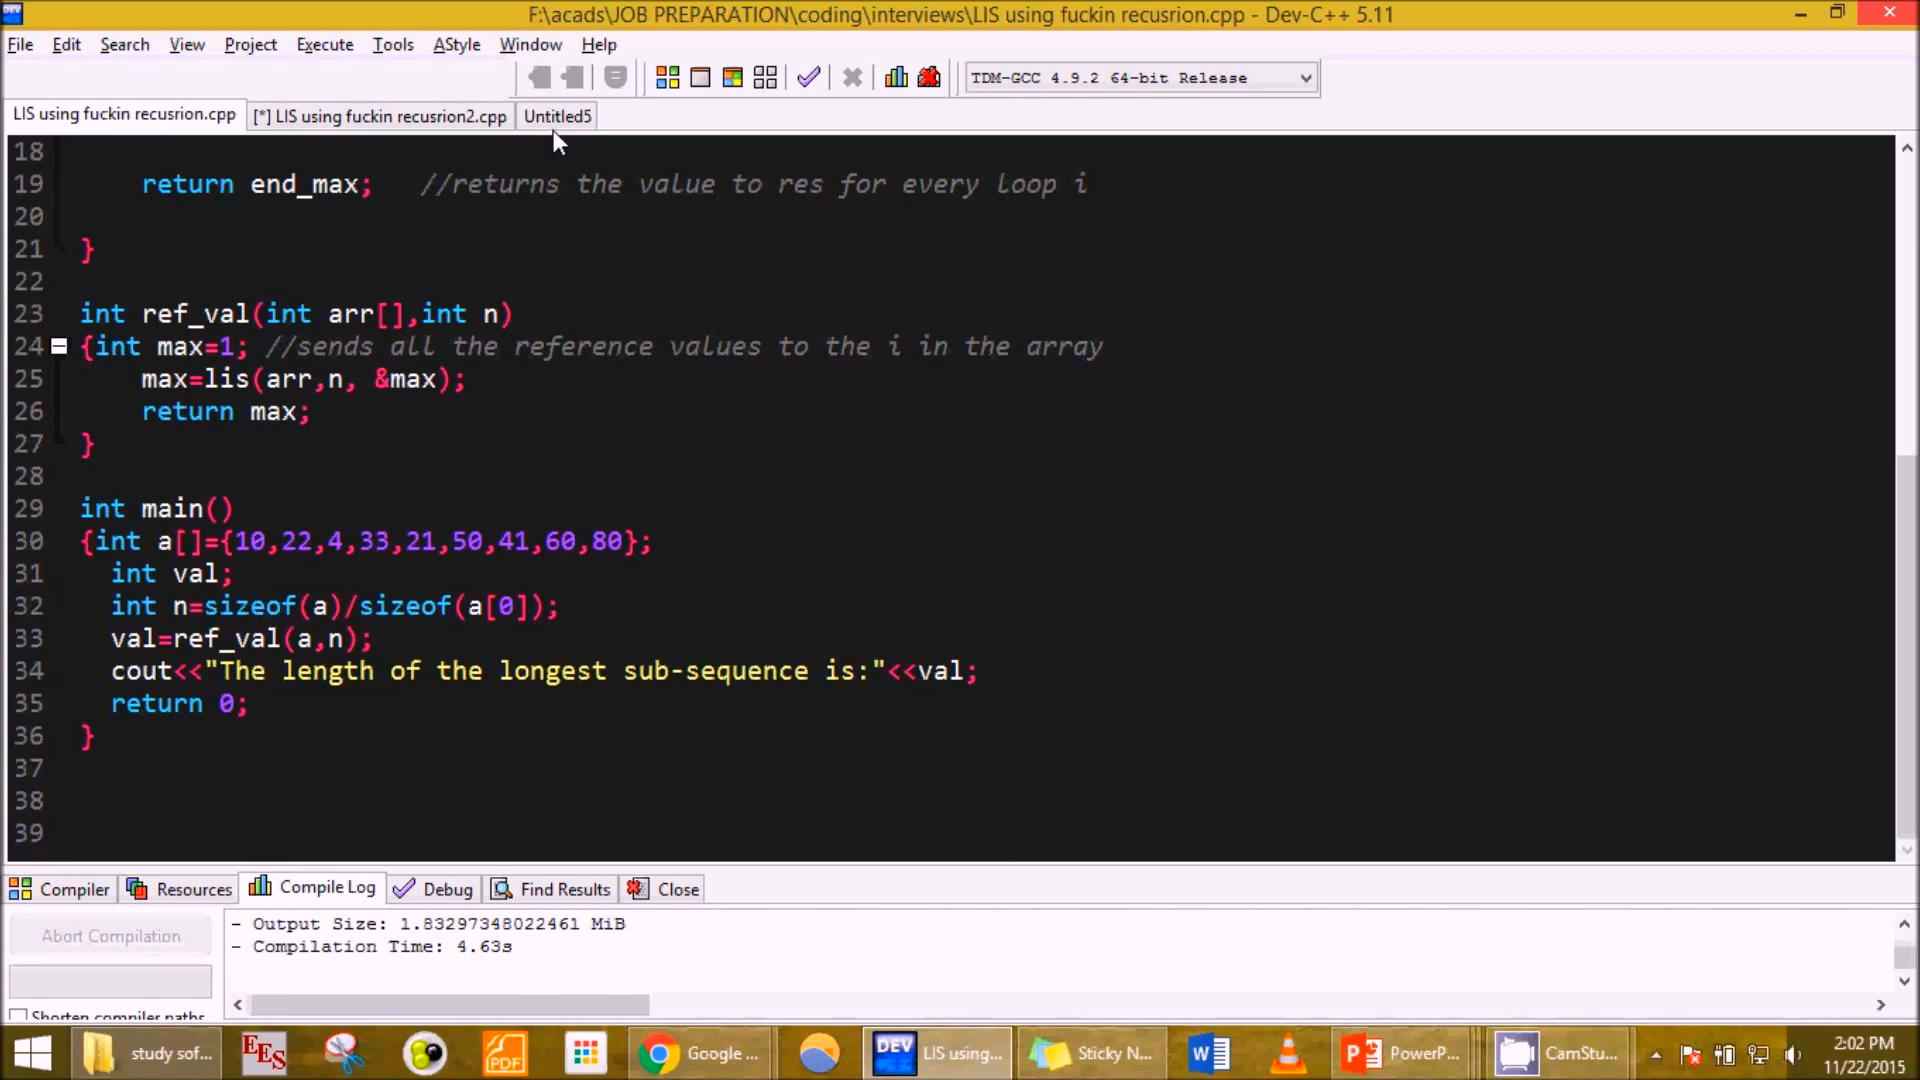 F:\acads\JOB PREPARATION\coding\interviews\LIS using fuckin recusrion.cpp - Dev-C++ 5.11
File Edit Search View Project Execute Tools AStyle Window Help
TDM-GCC 4.9.2 64-bit Release
LIS using fuckin recusrion.cpp [*] LIS using fuckin recusrion2.cpp Untitled5
18
19 return end_max; //returns the value to res for every loop i
20
21 }
22
23 int ref_val(int arr[],int n)
24 {int max=1; //sends all the reference values to the i in the array
25 max=lis(arr,n, &max);
26 return max;
27 }
28
29 int main()
30 {int a[]={10,22,4,33,21,50,41,60,80};
31 int val;
32 int n=sizeof(a)/sizeof(a[0]);
33 val=ref_val(a,n);
34 cout<<"The length of the longest sub-sequence is:"<<val;
35 return 0;
36 }
37
38
39
Compiler Resources Compile Log Debug Find Results Close
Abort Compilation
- Output Size: 1.83297348022461 MiB
- Compilation Time: 4.63s
Shorten compiler paths
study sof... EES PDF Google ... DEV LIS using... Sticky N... PowerP... CamStu...
2:02 PM
11/22/2015